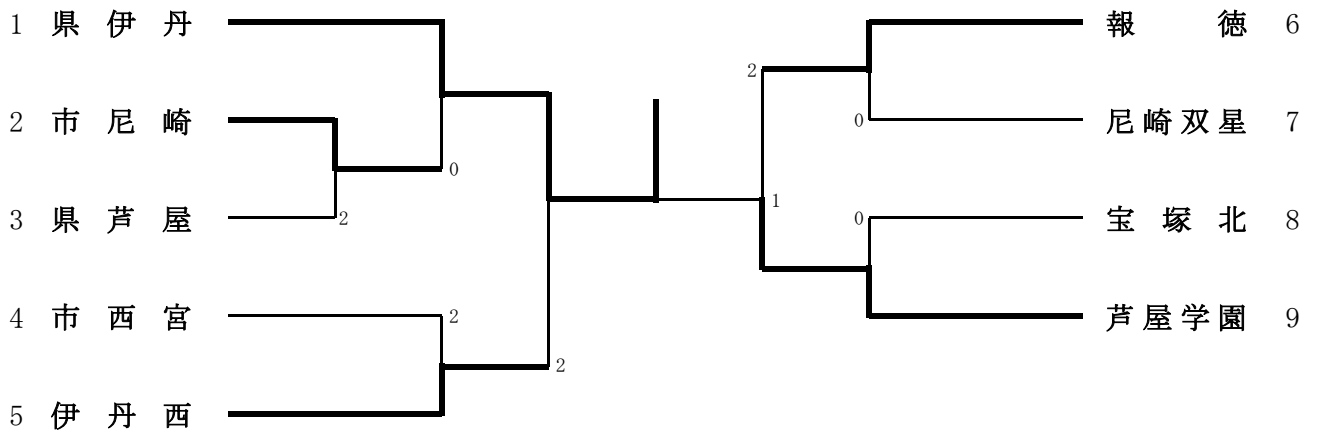 1 県伊丹
2 市尼崎
3 県芦屋
4 市西宮
5 伊丹西
0
2
2
2
2
0
1
0
報徳 6
尼崎双星 7
宝塚北 8
芦屋学園 9